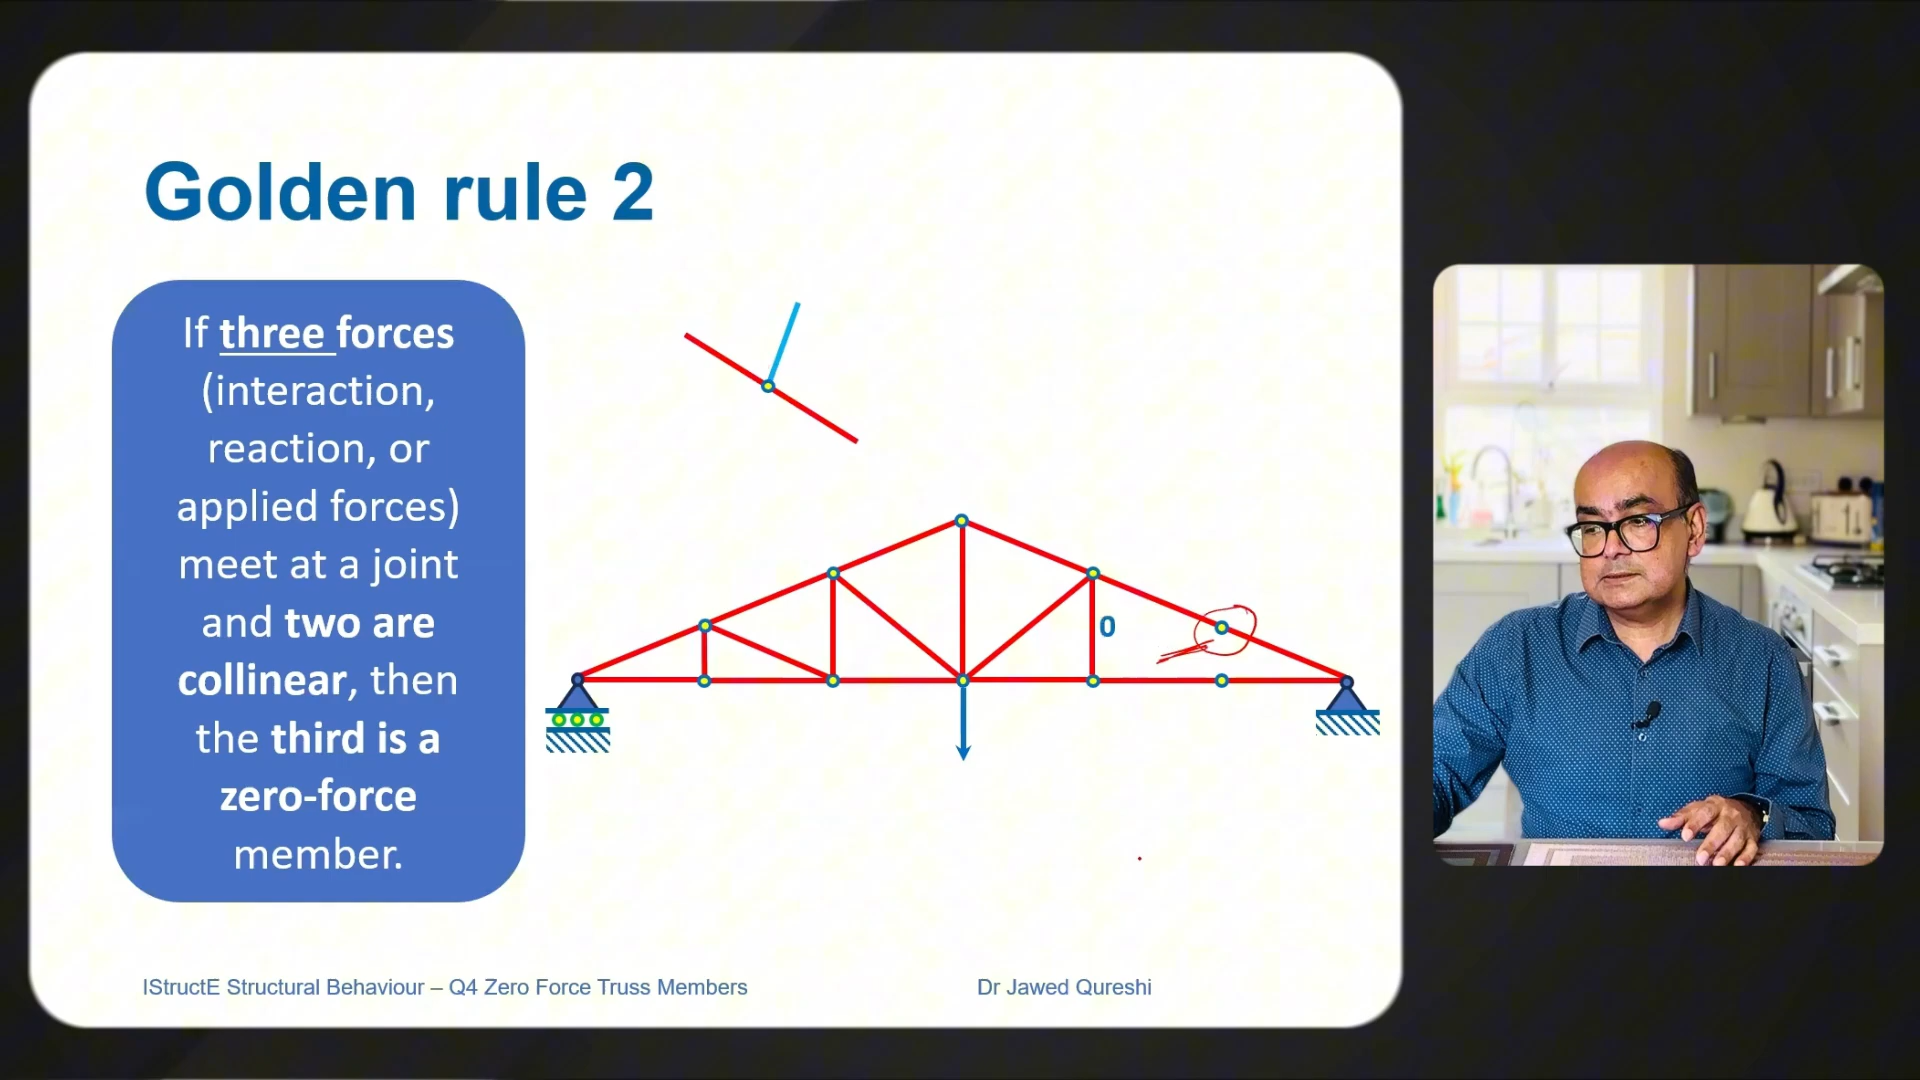 Golden rule 2
If three forces
(interaction,
reaction, or
applied forces)
meet at a joint
and two are
collinear, then
the third is a
zero-force
member.
0
IStructE Structural Behaviour – Q4 Zero Force Truss Members
Dr Jawed Qureshi